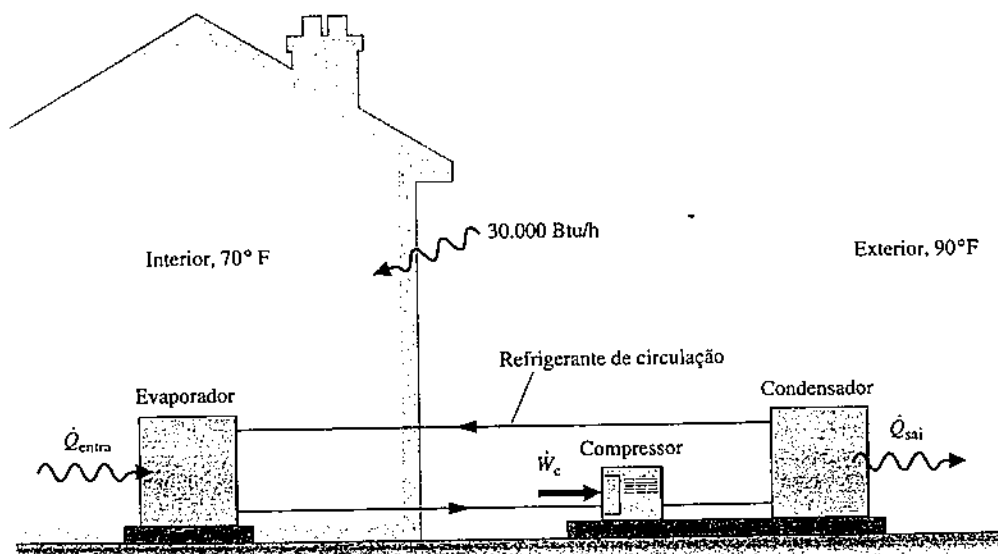 30.000 Btu/h
Interior, 70° F
Exterior, 90°F
Refrigerante de circulação
Evaporador
Condensador
Q̇entra
Ẇc
Compressor
Q̇sai